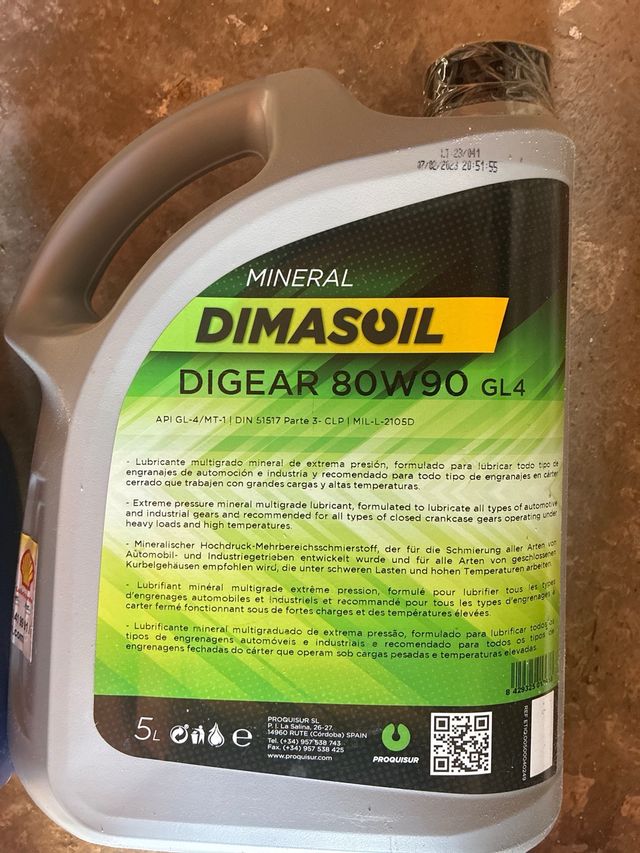 LT-23/041
07/02/2023 20:51:55
MINERAL
DIMASOIL
DIGEAR 80W90 GL4
API GL-4/MT-1 | DIN 51517 Parte 3- CLP | MIL-L-2105D
- Lubricante multigrado mineral de extrema presión, formulado para lubricar todo tipo de
engranajes de automoción e industria y recomendado para todo tipo de engranajes en cárter
cerrado que trabajen con grandes cargas y altas temperaturas.
- Extreme pressure mineral multigrade lubricant, formulated to lubricate all types of automotive
and industrial gears and recommended for all types of closed crankcase gears operating under
heavy loads and high temperatures.
- Mineralischer Hochdruck-Mehrbereichsschmierstoff, der für die Schmierung aller Arten von
Automobil- und Industriegetrieben entwickelt wurde und für alle Arten von geschlossenen
Kurbelgehäusen empfohlen wird, die unter schweren Lasten und hohen Temperaturen arbeiten.
- Lubrifiant minéral multigrade extrême pression, formulé pour lubrifier tous les types
d'engrenages automobiles et industriels et recommandé pour tous les types d'engrenages à
carter fermé fonctionnant sous de fortes charges et des températures élevées.
- Lubrificante mineral multigraduado de extrema pressão, formulado para lubrificar todos os
tipos de engrenagens automóveis e industriais e recomendado para todos os tipos de
engrenagens fechadas do cárter que operam sob cargas pesadas e temperaturas elevadas.
8 429325 01
5L
e
PROQUISUR SL
P. I. La Salina, 26-27.
14960 RUTE (Córdoba) SPAIN
Tel. (+34) 957 538 743
Fax. (+34) 957 538 425
www.proquisur.com
PROQUISUR
REF